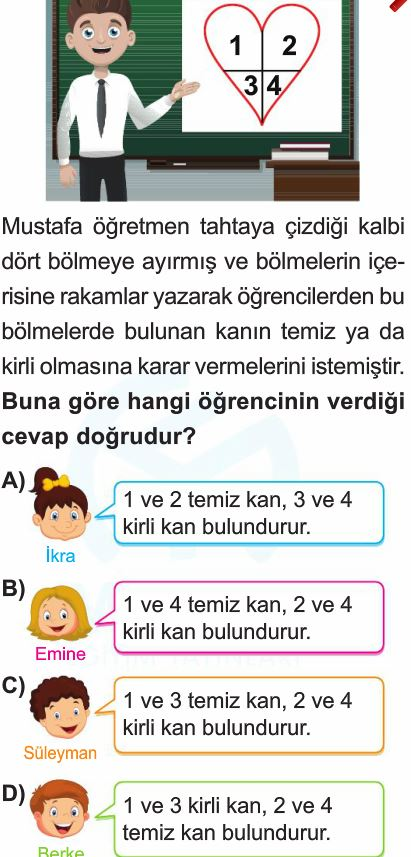 1 2
3 4
Mustafa öğretmen tahtaya çizdiği kalbi
dört bölmeye ayırmış ve bölmelerin içe-
risine rakamlar yazarak öğrencilerden bu
bölmelerde bulunan kanın temiz ya da
kirli olmasına karar vermelerini istemiştir.
Buna göre hangi öğrencinin verdiği
cevap doğrudur?
A)
1 ve 2 temiz kan, 3 ve 4
kirli kan bulundurur.
İkra
B)
1 ve 4 temiz kan, 2 ve 4
kirli kan bulundurur.
Emine
C)
1 ve 3 temiz kan, 2 ve 4
kirli kan bulundurur.
Süleyman
D)
1 ve 3 kirli kan, 2 ve 4
temiz kan bulundurur.
Berke